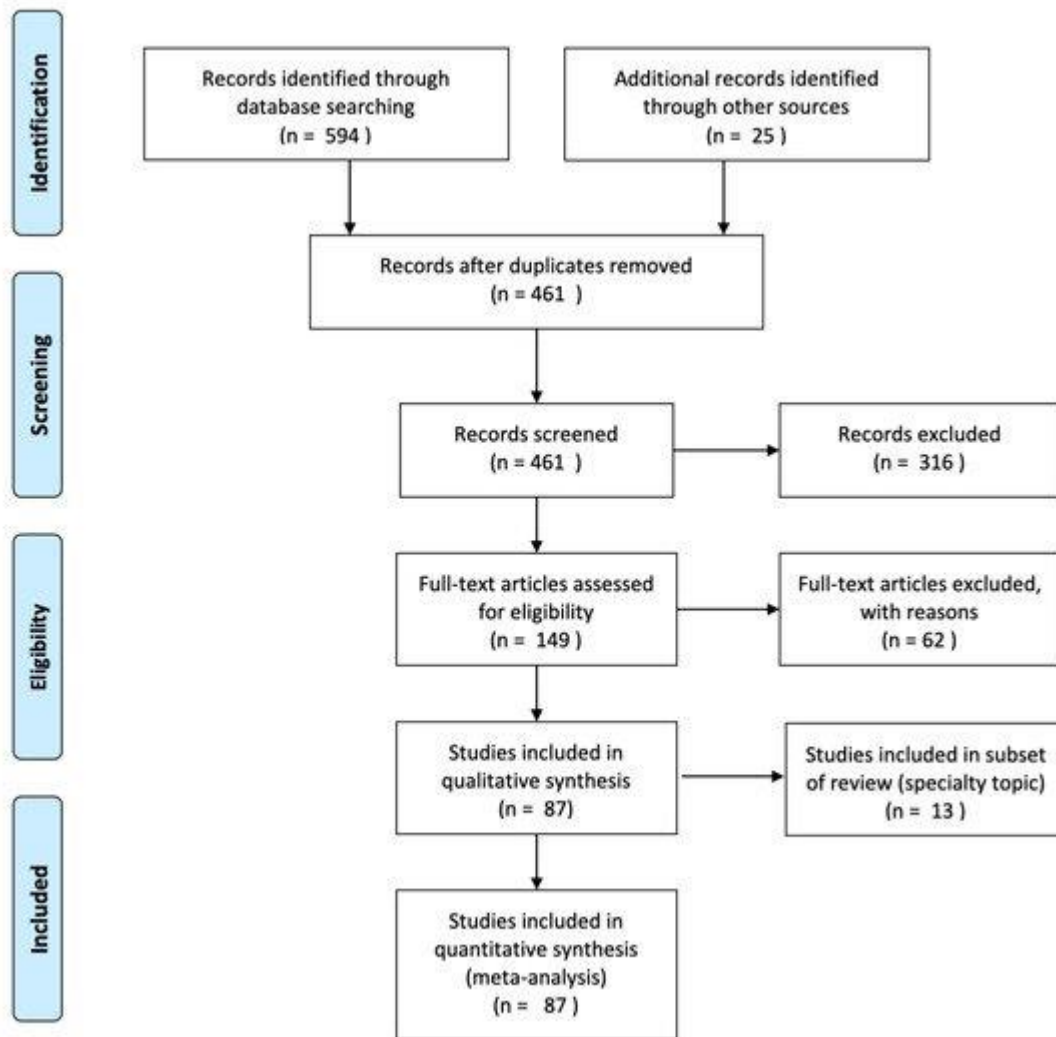 Identification
Records identified through
database searching
(n = 594 )
Additional records identified
through other sources
(n = 25 )
Records after duplicates removed
(n = 461 )
Screening
Records screened
(n = 461 )
Records excluded
(n = 316 )
Eligibility
Full-text articles assessed
for eligibility
(n = 149 )
Full-text articles excluded,
with reasons
(n = 62 )
Studies included in
qualitative synthesis
(n = 87)
Studies included in subset
of review (specialty topic)
(n = 13 )
Included
Studies included in
quantitative synthesis
(meta-analysis)
(n = 87 )